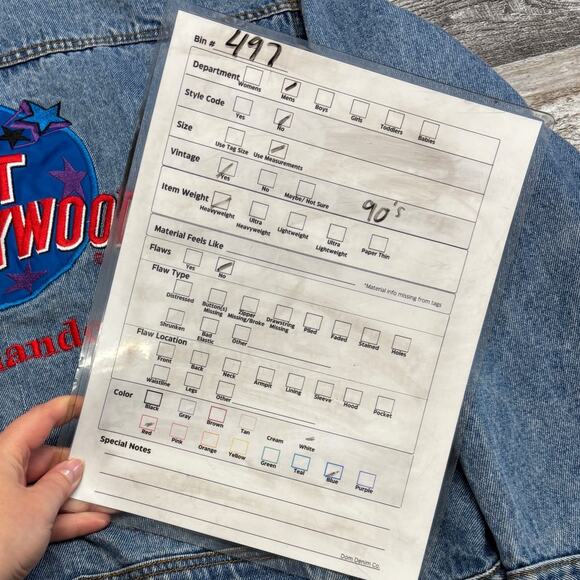 Bin # 497
Department
Womens Mens Boys Girls Toddlers Babies
Style Code
Yes No
Size
Use Tag Size Use Measurements
Vintage
Yes No Maybe/ Not Sure 90's
Item Weight
Heavyweight Ultra Heavyweight Lightweight Ultra Lightweight Paper Thin
Material Feels Like
*Material info missing from tags
Flaws
Yes No
Flaw Type
Distressed Button(s) Missing Zipper Missing/Broke Drawstring Missing Piled Faded Stained Holes
Shrunken Bad Elastic Other
Flaw Location
Front Back Neck Armpit Lining Sleeve Hood Pocket
Waistline Legs Other
Color
Black Gray Brown Tan Cream White
Red Pink Orange Yellow Green Teal Blue Purple
Special Notes
Dom Denim Co.